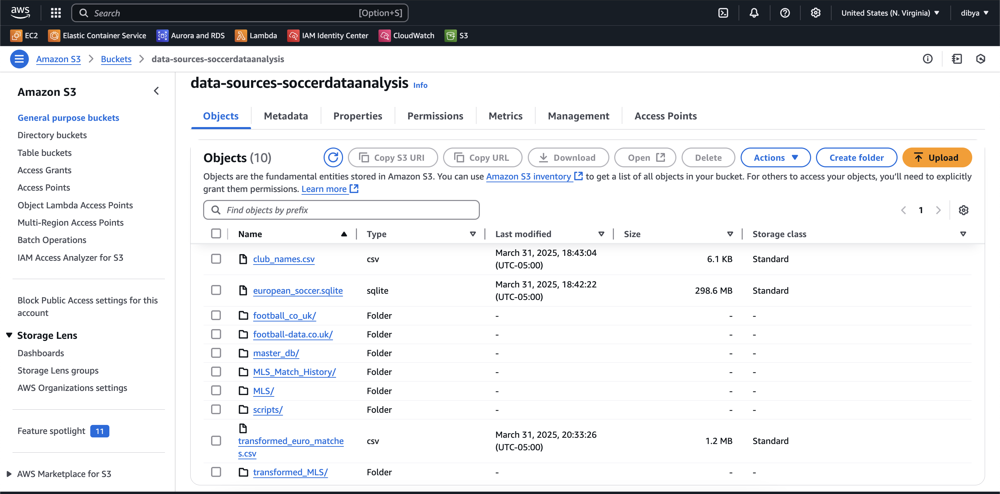 aws
Search [Option+S]
United States (N. Virginia)
dibya
EC2
Elastic Container Service
Aurora and RDS
Lambda
IAM Identity Center
CloudWatch
S3
Amazon S3
Buckets
data-sources-soccerdataanalysis
Amazon S3
General purpose buckets
Directory buckets
Table buckets
Access Grants
Access Points
Object Lambda Access Points
Multi-Region Access Points
Batch Operations
IAM Access Analyzer for S3
Block Public Access settings for this
account
Storage Lens
Dashboards
Storage Lens groups
AWS Organizations settings
Feature spotlight 11
AWS Marketplace for S3
data-sources-soccerdataanalysis Info
Objects Metadata Properties Permissions Metrics Management Access Points
Objects (10) Copy S3 URI Copy URL Download Open Delete Actions Create folder Upload
Objects are the fundamental entities stored in Amazon S3. You can use Amazon S3 inventory to get a list of all objects in your bucket. For others to access your objects, you’ll need to explicitly
grant them permissions. Learn more
Find objects by prefix
1
Name Type Last modified Size Storage class
club_names.csv csv March 31, 2025, 18:43:04
(UTC-05:00) 6.1 KB Standard
european_soccer.sqlite sqlite March 31, 2025, 18:42:22
(UTC-05:00) 298.6 MB Standard
football_co_uk/ Folder - - -
football-data.co.uk/ Folder - - -
master_db/ Folder - - -
MLS_Match_History/ Folder - - -
MLS/ Folder - - -
scripts/ Folder - - -
transformed_euro_matche
s.csv csv March 31, 2025, 20:33:26
(UTC-05:00) 1.2 MB Standard
transformed_MLS/ Folder - - -